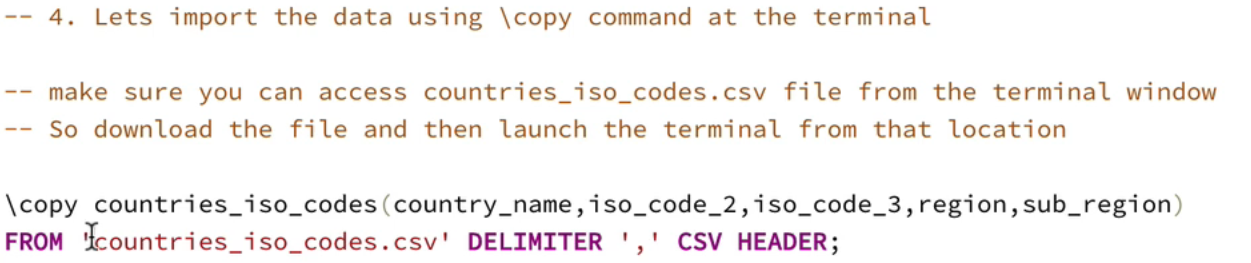 -- 4. Lets import the data using \copy command at the terminal
-- make sure you can access countries_iso_codes.csv file from the terminal window
-- So download the file and then launch the terminal from that location
\copy countries_iso_codes(country_name,iso_code_2,iso_code_3,region,sub_region)
FROM 'countries_iso_codes.csv' DELIMITER ',' CSV HEADER;